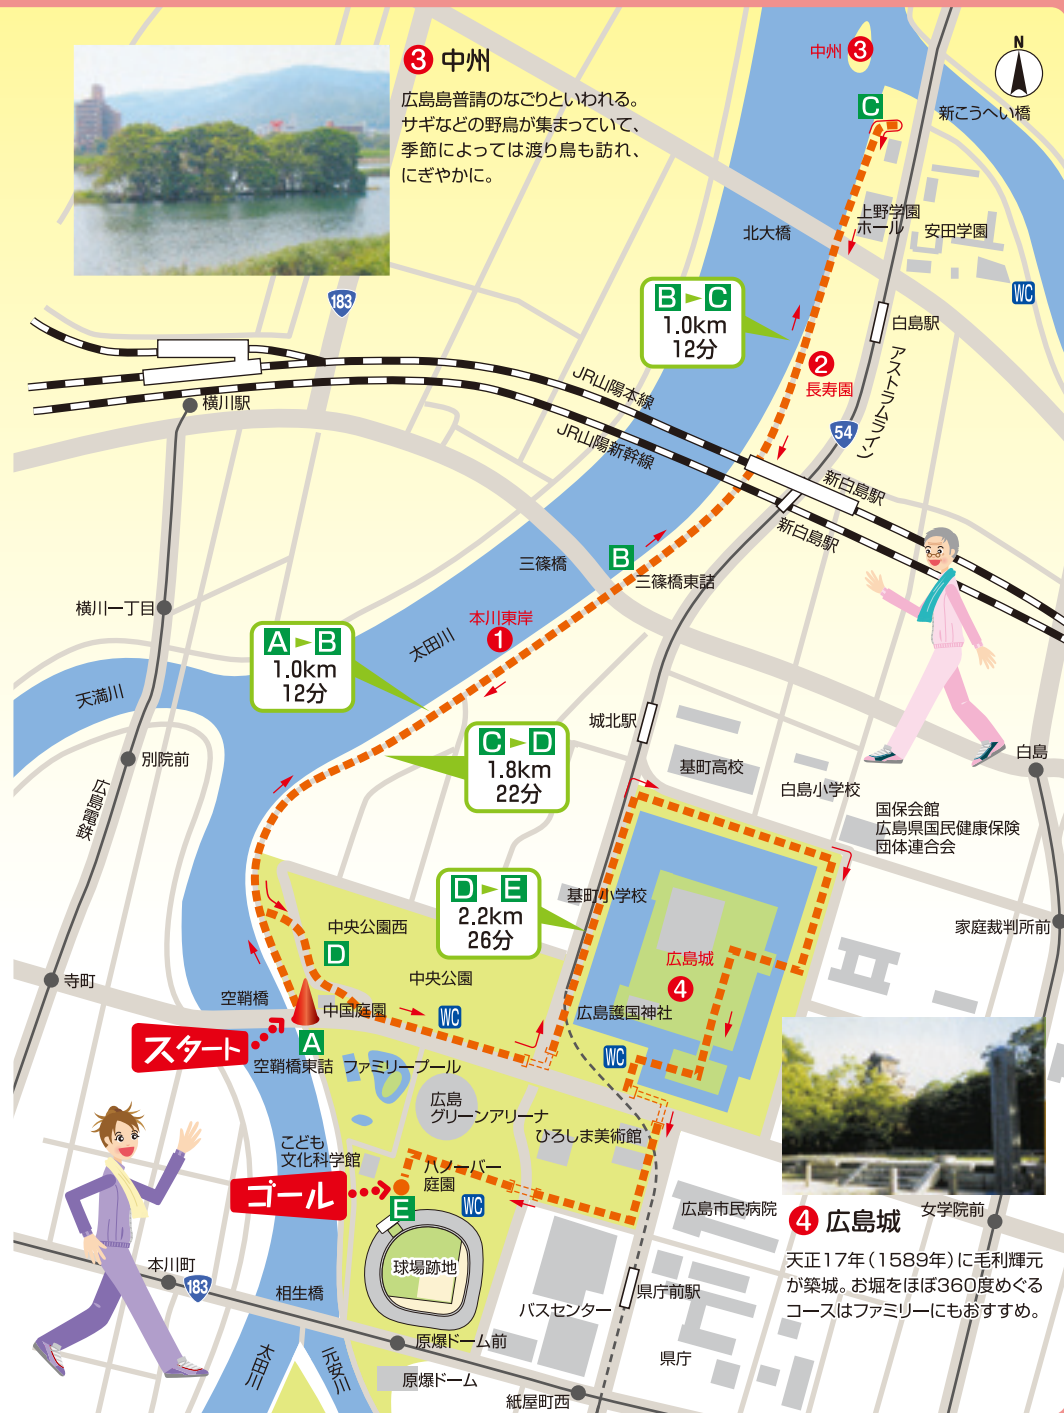 3 中州
広島島普請のなごりといわれる。
サギなどの野鳥が集まっていて、
季節によっては渡り鳥も訪れ、
にぎやかに。
中州 3
N
C
新こうへい橋
上野学園
ホール
安田学園
北大橋
WC
183
B C
1.0km
12分
白島駅
アストラムライン
2
長寿園
54
JR山陽本線
JR山陽新幹線
横川駅
新白島駅
新白島駅
B
三篠橋
三篠橋東詰
横川一丁目
本川東岸
1
太田川
A B
1.0km
12分
天満川
別院前
広島電鉄
C D
1.8km
22分
城北駅
基町高校
白島
白島小学校
国保会館
広島県国民健康保険
団体連合会
D E
2.2km
26分
基町小学校
中央公園西
D
中央公園
家庭裁判所前
広島城
4
寺町
空鞘橋
中国庭園
WC
広島護国神社
スタート
A
空鞘橋東詰
ファミリープール
WC
広島
グリーンアリーナ
ひろしま美術館
こども
文化科学館
ハノーバー
庭園
ゴール
E
WC
広島市民病院
女学院前
4 広島城
天正17年(1589年)に毛利輝元
が築城。お堀をほぼ360度めぐる
コースはファミリーにもおすすめ。
球場跡地
本川町
183
相生橋
バスセンター
県庁前駅
原爆ドーム前
県庁
太田川
元安川
原爆ドーム
紙屋町西